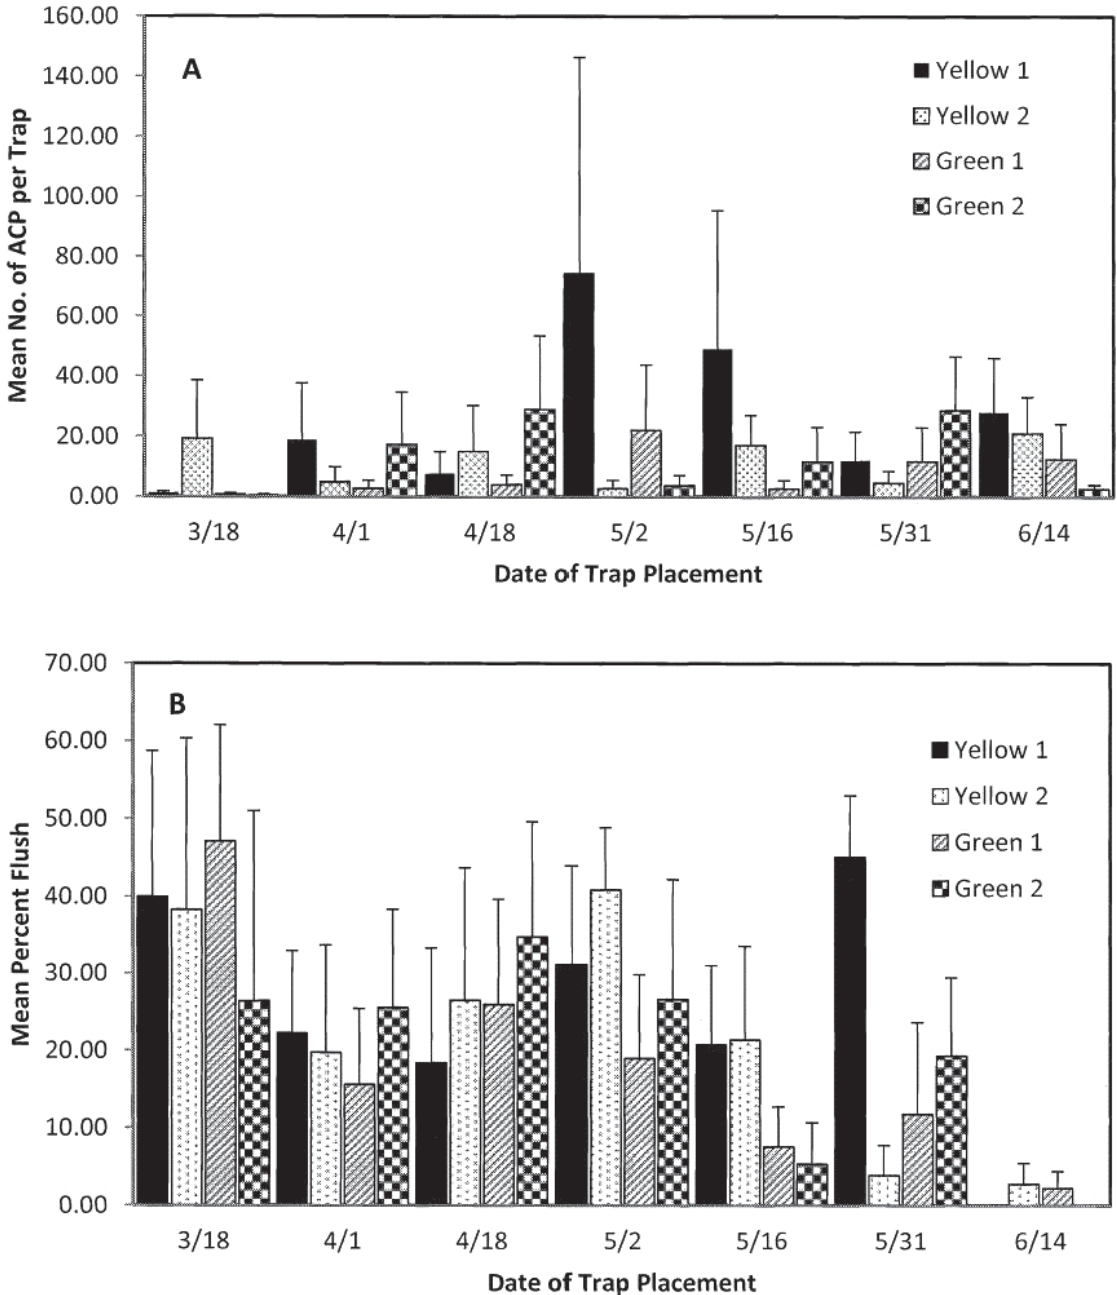 160.00
140.00
120.00
100.00
80.00
60.00
40.00
20.00
0.00
Mean No. of ACP per Trap
A
Yellow 1
Yellow 2
Green 1
Green 2
3/18 4/1 4/18 5/2 5/16 5/31 6/14
Date of Trap Placement
70.00
60.00
50.00
40.00
30.00
20.00
10.00
0.00
Mean Percent Flush
B
Yellow 1
Yellow 2
Green 1
Green 2
3/18 4/1 4/18 5/2 5/16 5/31 6/14
Date of Trap Placement